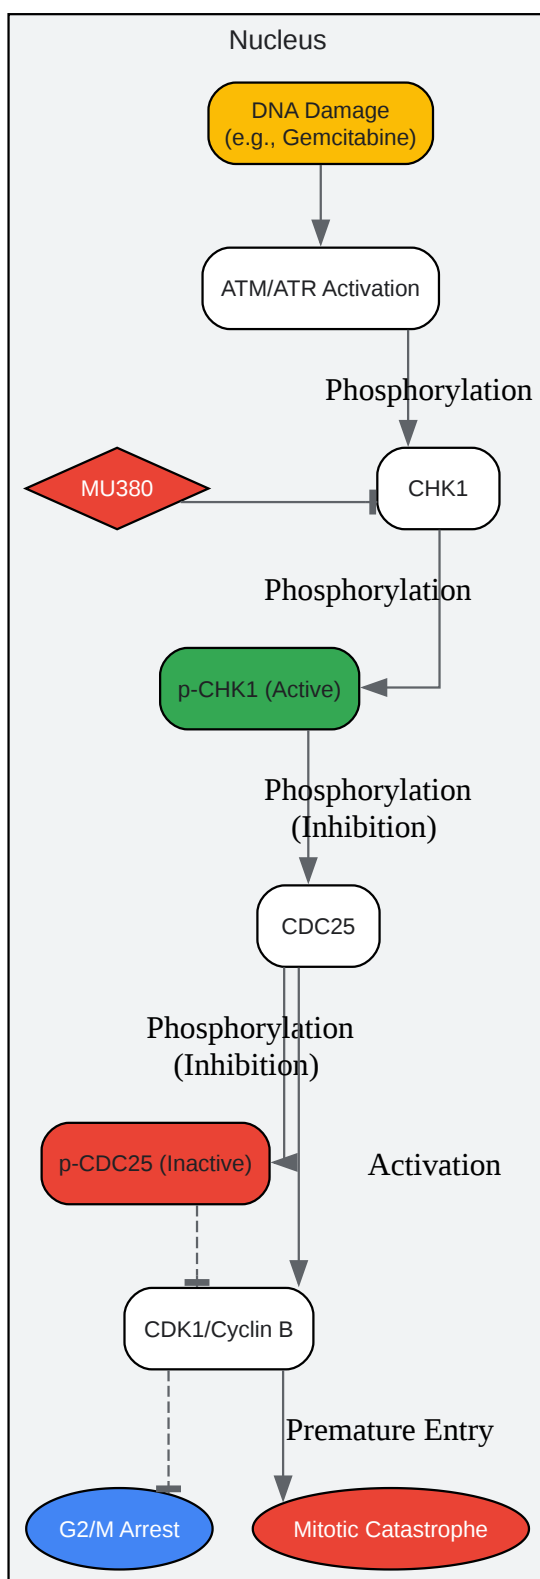 Nucleus
DNA Damage
(e.g., Gemcitabine)
ATM/ATR Activation
Phosphorylation
MU380
CHK1
Phosphorylation
p-CHK1 (Active)
Phosphorylation
(Inhibition)
CDC25
Phosphorylation
(Inhibition)
p-CDC25 (Inactive)
Activation
CDK1/Cyclin B
Premature Entry
G2/M Arrest
Mitotic Catastrophe